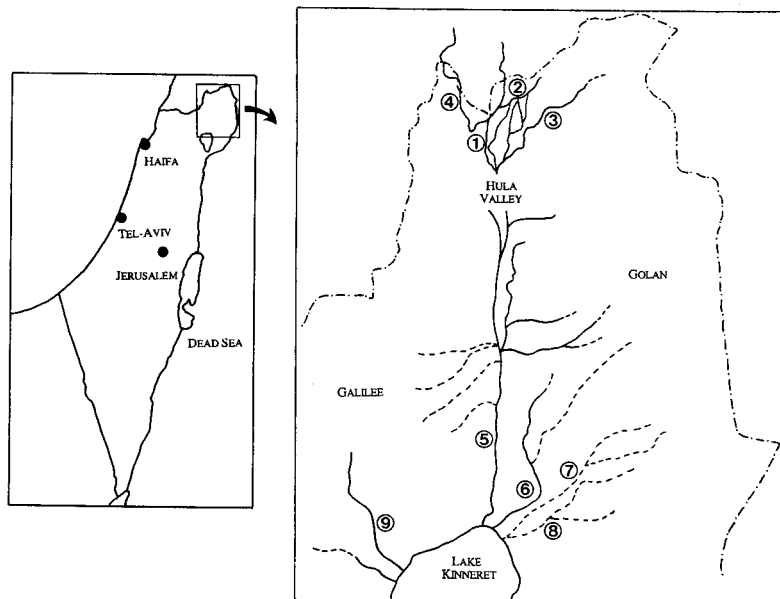 HAIFA
TEL-AVIV
JERUSALEM
DEAD SEA
②
④
③
①
HULA
VALLEY
GOLAN
GALILEE
⑤
⑦
⑥
⑧
⑨
LAKE
KINNERET